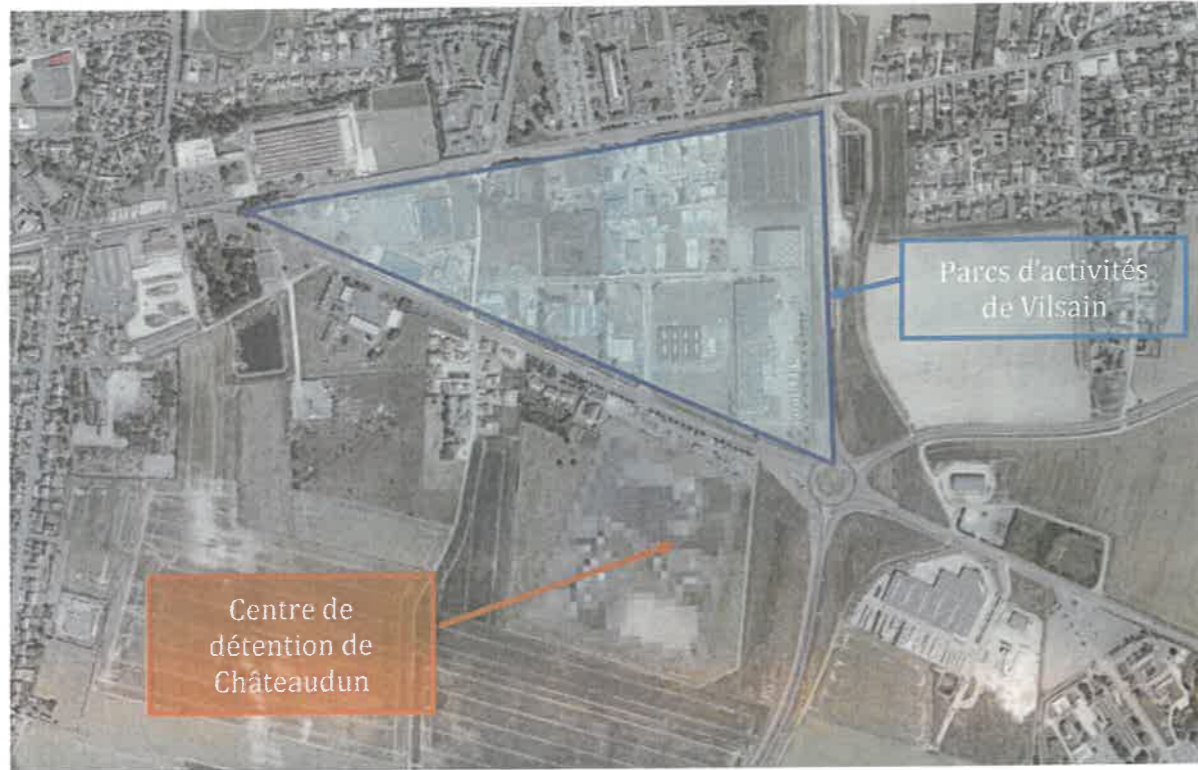 Parcs d'activités
de Vilsain
Centre de
détention de
Châteaudun